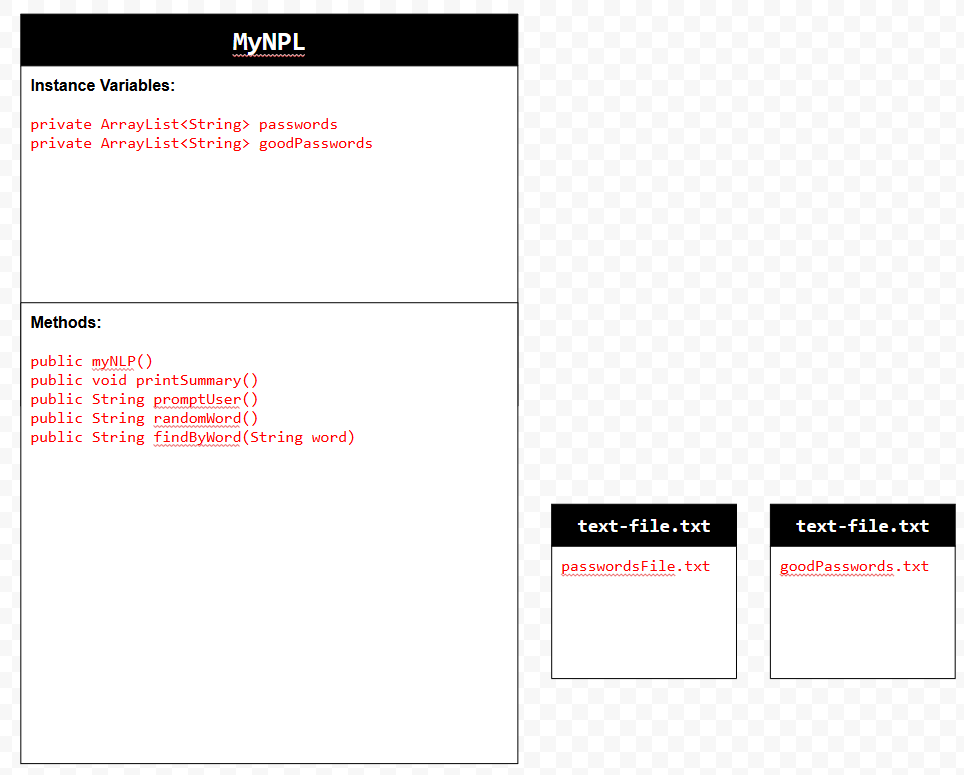 MyNPL
Instance Variables:
private ArrayList<String> passwords
private ArrayList<String> goodPasswords
Methods:
public myNLP()
public void printSummary()
public String promptUser()
public String randomWord()
public String findByWord(String word)
text-file.txt
passwordsFile.txt
text-file.txt
goodPasswords.txt